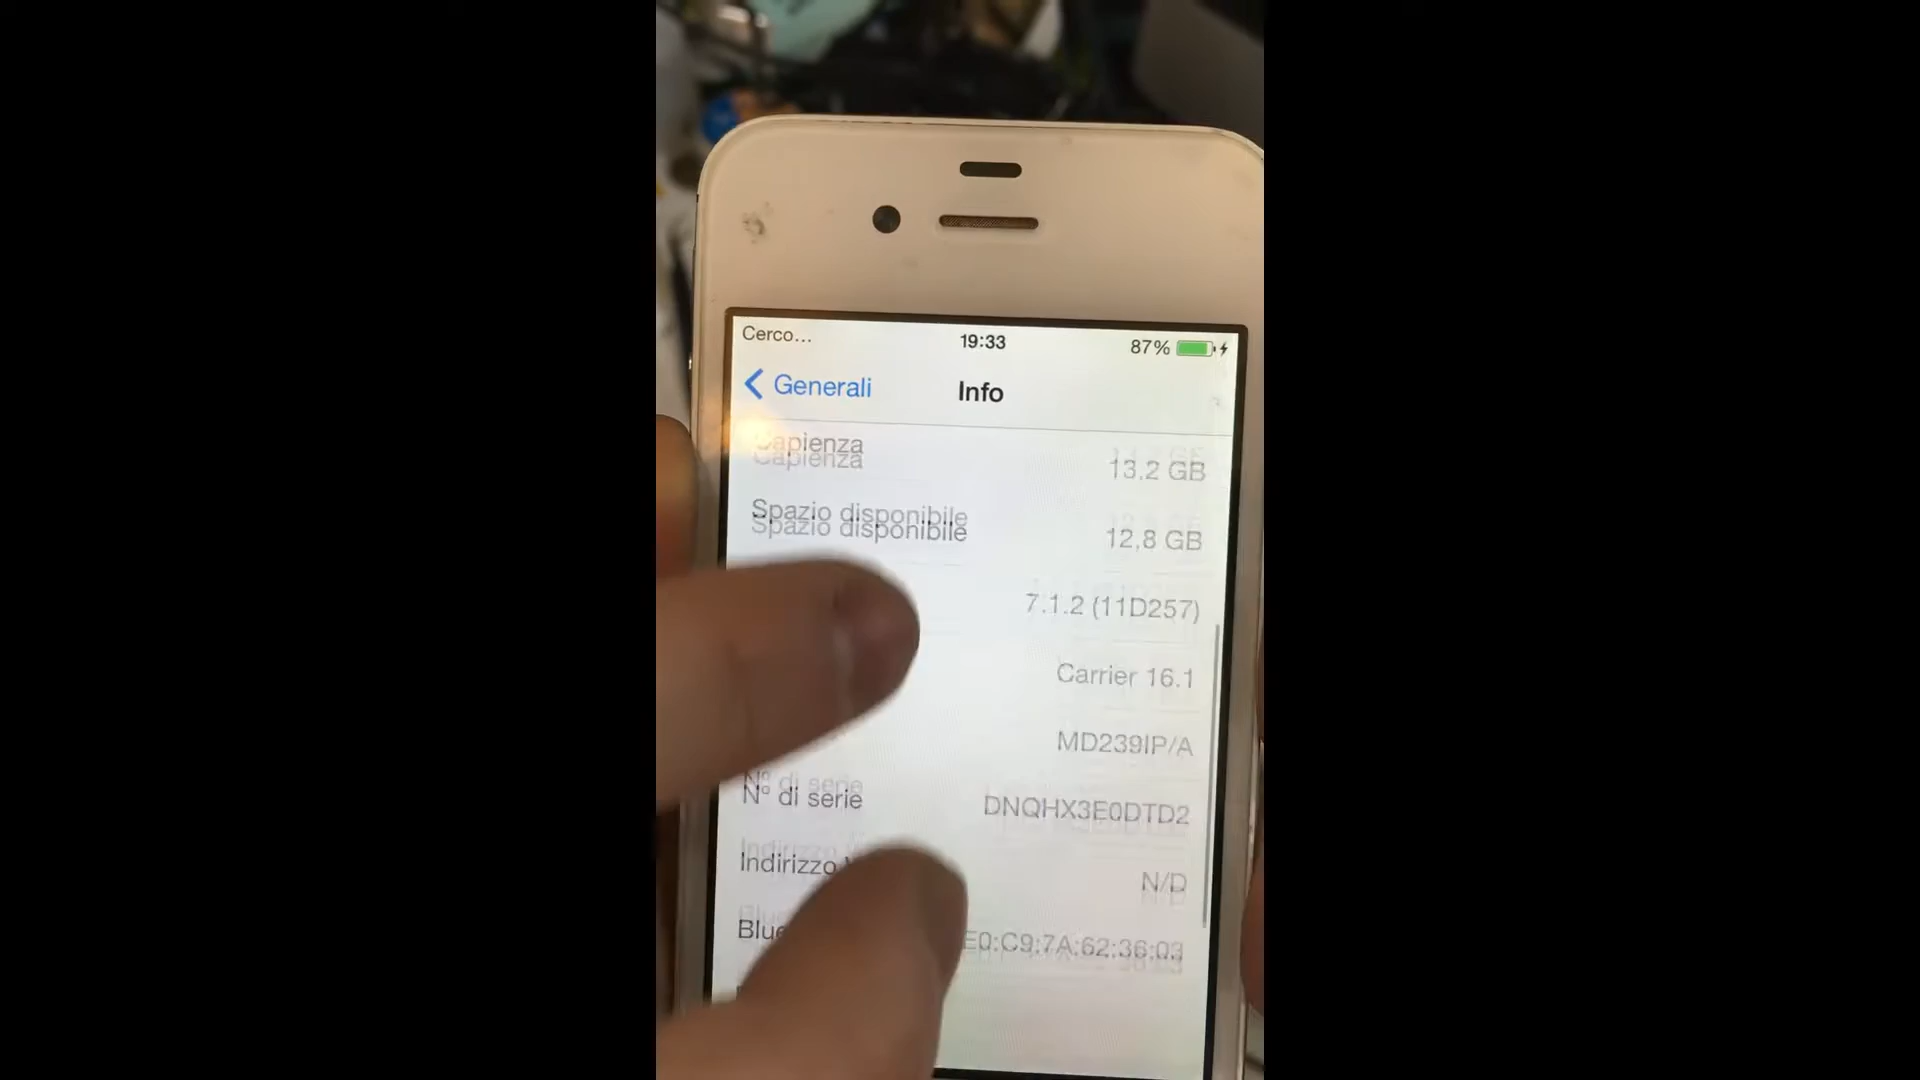 Cerco... 19:33 87%
Generali Info
Capienza 13,2 GB
Spazio disponibile 12,8 GB
7.1.2 (11D257)
Carrier 16.1
MD239IP/A
N° di serie DNQHX3E0DTD2
Indirizzo N/D
E0:C9:7A:62:36:03